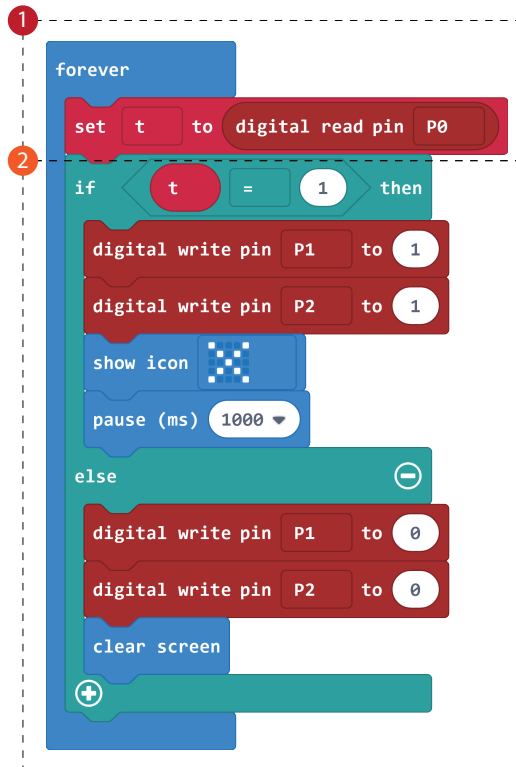 1
forever
set t to digital read pin P0
2
if t = 1 then
digital write pin P1 to 1
digital write pin P2 to 1
show icon
pause (ms) 1000
else
digital write pin P1 to 0
digital write pin P2 to 0
clear screen